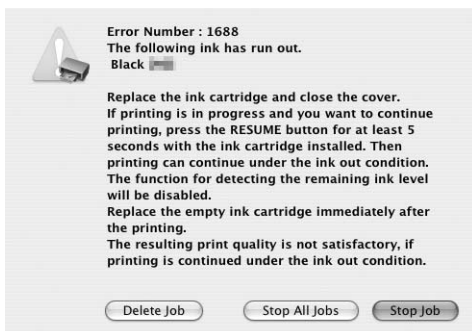 Error Number : 1688
The following ink has run out.
Black
Replace the ink cartridge and close the cover.
If printing is in progress and you want to continue
printing, press the RESUME button for at least 5
seconds with the ink cartridge installed. Then
printing can continue under the ink out condition.
The function for detecting the remaining ink level
will be disabled.
Replace the empty ink cartridge immediately after
the printing.
The resulting print quality is not satisfactory, if
printing is continued under the ink out condition.
Delete Job Stop All Jobs Stop Job